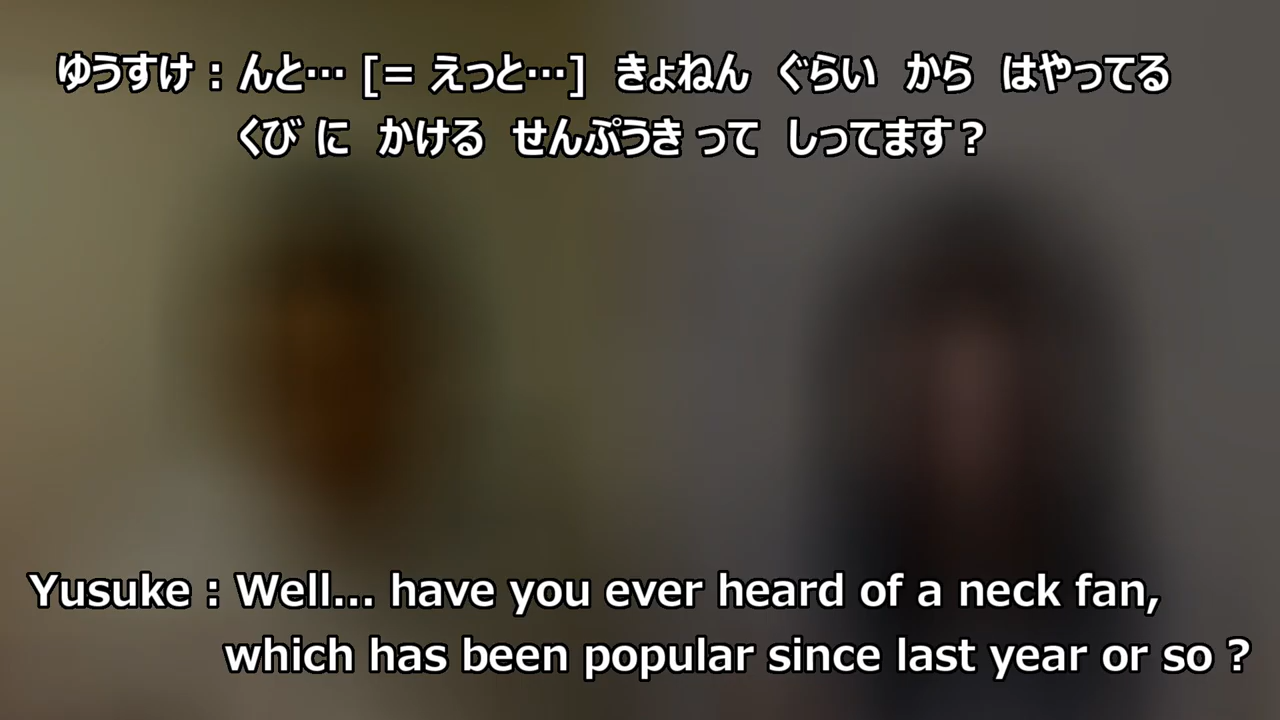 ゆうすけ : んと… [= えっと…] きょねん ぐらい から はやってる
くび に かける せんぷうき って しってます？
Yusuke : Well... have you ever heard of a neck fan,
which has been popular since last year or so ?